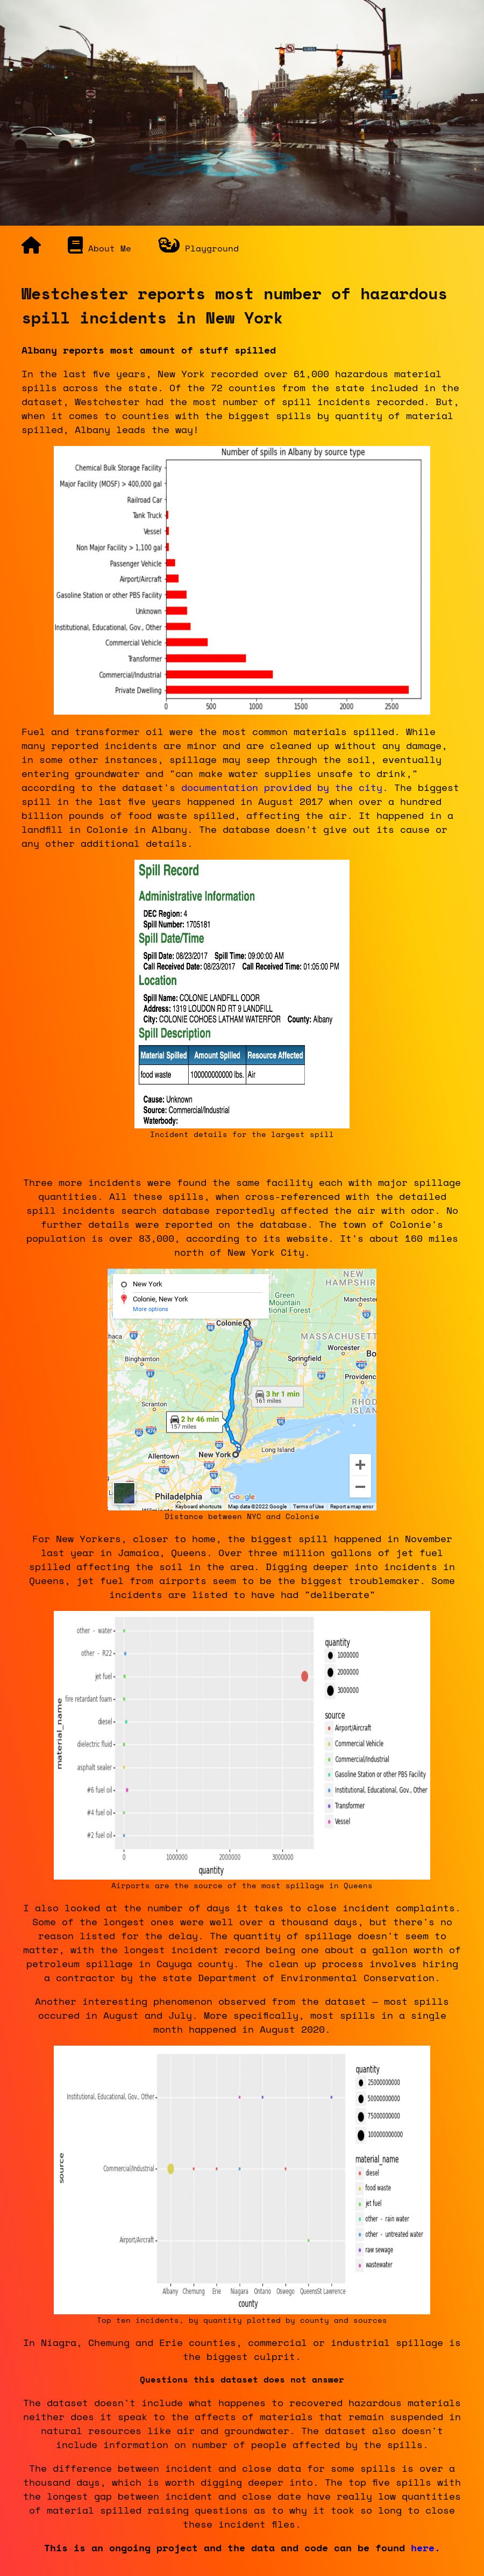 About Me
Playground
Westchester reports most number of hazardous
spill incidents in New York
Albany reports most amount of stuff spilled
In the last five years, New York recorded over 61,000 hazardous material
spills across the state. Of the 72 counties from the state included in the
dataset, Westchester had the most number of spill incidents recorded. But,
when it comes to counties with the biggest spills by quantity of material
spilled, Albany leads the way!
Number of spills in Albany by source type
Chemical Bulk Storage Facility
Major Facility (MOSF) > 400,000 gal
Railroad Car
Tank Truck
Vessel
Non Major Facility > 1,100 gal
Passenger Vehicle
Airport/Aircraft
Gasoline Station or other PBS Facility
Unknown
Institutional, Educational, Gov., Other
Commercial Vehicle
Transformer
Commercial/Industrial
Private Dwelling
0 500 1000 1500 2000 2500
Fuel and transformer oil were the most common materials spilled. While
many reported incidents are minor and are cleaned up without any damage,
in some other instances, spillage may seep through the soil, eventually
entering groundwater and "can make water supplies unsafe to drink,"
according to the dataset's documentation provided by the city. The biggest
spill in the last five years happened in August 2017 when over a hundred
billion pounds of food waste spilled, affecting the air. It happened in a
landfill in Colonie in Albany. The database doesn't give out its cause or
any other additional details.
Spill Record
Administrative Information
DEC Region: 4
Spill Number: 1705181
Spill Date/Time
Spill Date: 08/23/2017 Spill Time: 09:00:00 AM
Call Received Date: 08/23/2017 Call Received Time: 01:05:00 PM
Location
Spill Name: COLONIE LANDFILL ODOR
Address: 1319 LOUDON RD RT 9 LANDFILL
City: COLONIE COHOES LATHAM WATERFOR County: Albany
Spill Description
Material Spilled Amount Spilled Resource Affected
food waste 100000000000 lbs. Air
Cause: Unknown
Source: Commercial/Industrial
Waterbody:
Incident details for the largest spill
Three more incidents were found the same facility each with major spillage
quantities. All these spills, when cross-referenced with the detailed
spill incidents search database reportedly affected the air with odor. No
further details were reported on the database. The town of Colonie's
population is over 83,000, according to its website. It's about 160 miles
north of New York City.
New York
Colonie, New York
More options
NEW
HAMPSHIR
Green
Mountain
tional Forest
Manchester
Colonie
haca
Binghamton
MASSACHUSETT
Worcester
Springfield
Bo
Providenc
3 hr 1 min
161 miles
RHOD
ISLAN
Scranton
2 hr 46 min
157 miles
New York
Long Island
Allentown
Philadelphia
Google
Keyboard shortcuts Map data ©2022 Google Terms of Use Report a map error
Distance between NYC and Colonie
For New Yorkers, closer to home, the biggest spill happened in November
last year in Jamaica, Queens. Over three million gallons of jet fuel
spilled affecting the soil in the area. Digging deeper into incidents in
Queens, jet fuel from airports seem to be the biggest troublemaker. Some
incidents are listed to have had "deliberate"
material_name
other - water
other - R22
jet fuel
fire retardant foam
diesel
dielectric fluid
asphalt sealer
#6 fuel oil
#4 fuel oil
#2 fuel oil
0 1000000 2000000 3000000
quantity
quantity
1000000
2000000
3000000
source
Airport/Aircraft
Commercial Vehicle
Commercial/Industrial
Gasoline Station or other PBS Facility
Institutional, Educational, Gov., Other
Transformer
Vessel
Airports are the source of the most spillage in Queens
I also looked at the number of days it takes to close incident complaints.
Some of the longest ones were well over a thousand days, but there's no
reason listed for the delay. The quantity of spillage doesn't seem to
matter, with the longest incident record being one about a gallon worth of
petroleum spillage in Cayuga county. The clean up process involves hiring
a contractor by the state Department of Environmental Conservation.
Another interesting phenomenon observed from the dataset — most spills
occured in August and July. More specifically, most spills in a single
month happened in August 2020.
source
Institutional, Educational, Gov., Other
Commercial/Industrial
Airport/Aircraft
Albany Chemung Erie Niagara Ontario Oswego Queens St Lawrence
county
quantity
25000000000
50000000000
75000000000
100000000000
material_name
diesel
food waste
jet fuel
other - rain water
other - untreated water
raw sewage
wastewater
Top ten incidents, by quantity plotted by county and sources
In Niagra, Chemung and Erie counties, commercial or industrial spillage is
the biggest culprit.
Questions this dataset does not answer
The dataset doesn't include what happenes to recovered hazardous materials
neither does it speak to the affects of materials that remain suspended in
natural resources like air and groundwater. The dataset also doesn't
include information on number of people affected by the spills.
The difference between incident and close data for some spills is over a
thousand days, which is worth digging deeper into. The top five spills with
the longest gap between incident and close date have really low quantities
of material spilled raising questions as to why it took so long to close
these incident files.
This is an ongoing project and the data and code can be found here.